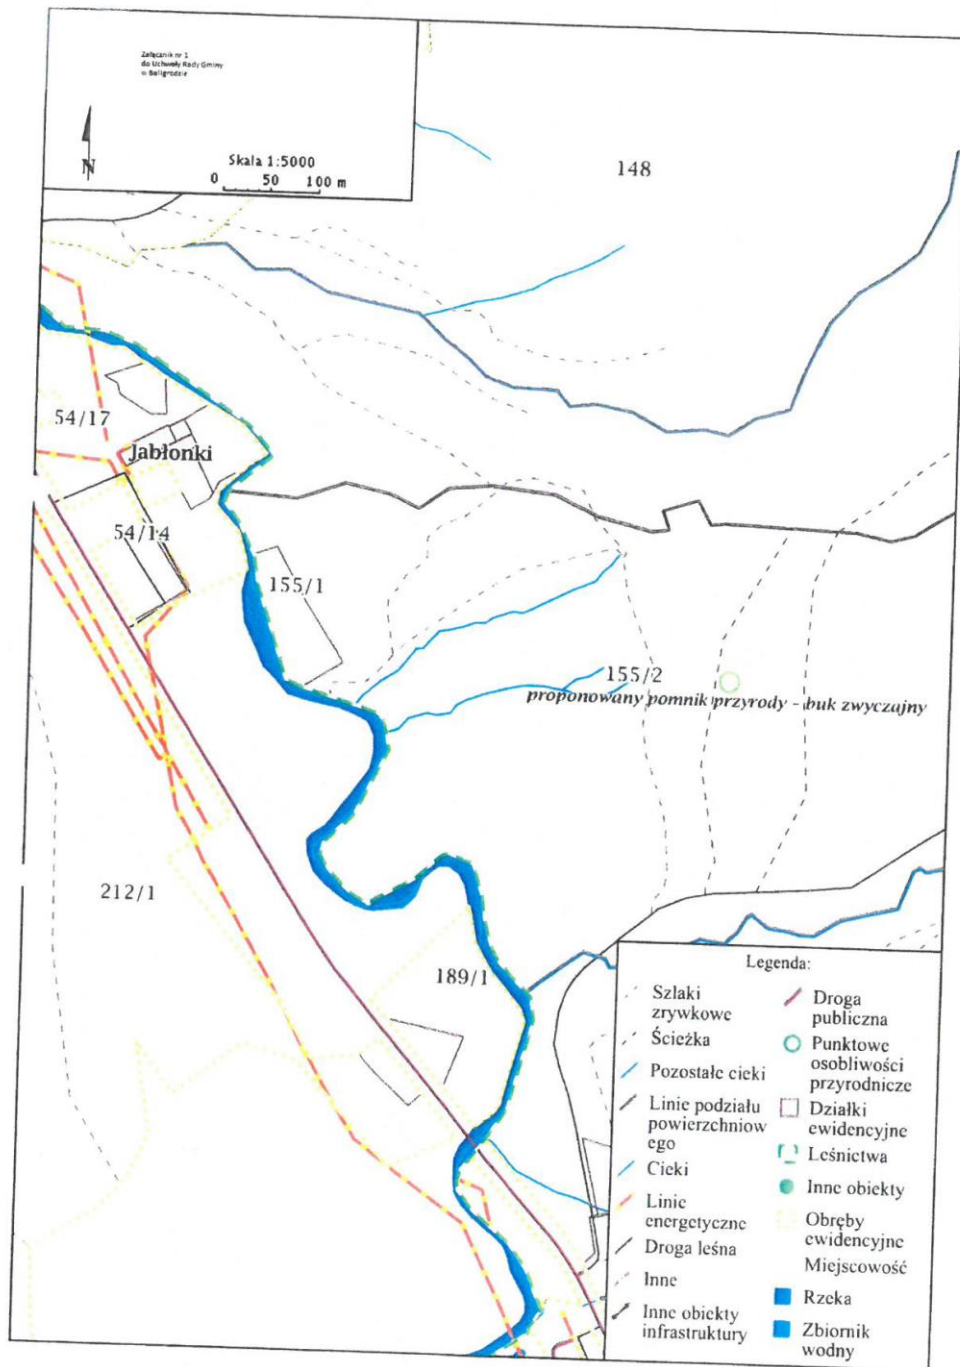 Załącznik nr 1
do Uchwały Rady Gminy
w Baligrodzie
N
Skala 1:5000
0 50 100 m
148
54/17
Jabłonki
54/14
155/1
155/2
proponowany pomnik przyrody - buk zwyczajny
212/1
189/1
Legenda:
Szlaki
zrywkowe
Ścieżka
Pozostałe cieki
Linie podziału
powierzchniow
ego
Cieki
Linie
energetyczne
Droga leśna
Inne
Inne obiekty
infrastruktury
Droga
publiczna
Punktowe
osobliwości
przyrodnicze
Działki
ewidencyjne
Leśnictwa
Inne obiekty
Obręby
ewidencyjne
Miejscowość
Rzeka
Zbiornik
wodny